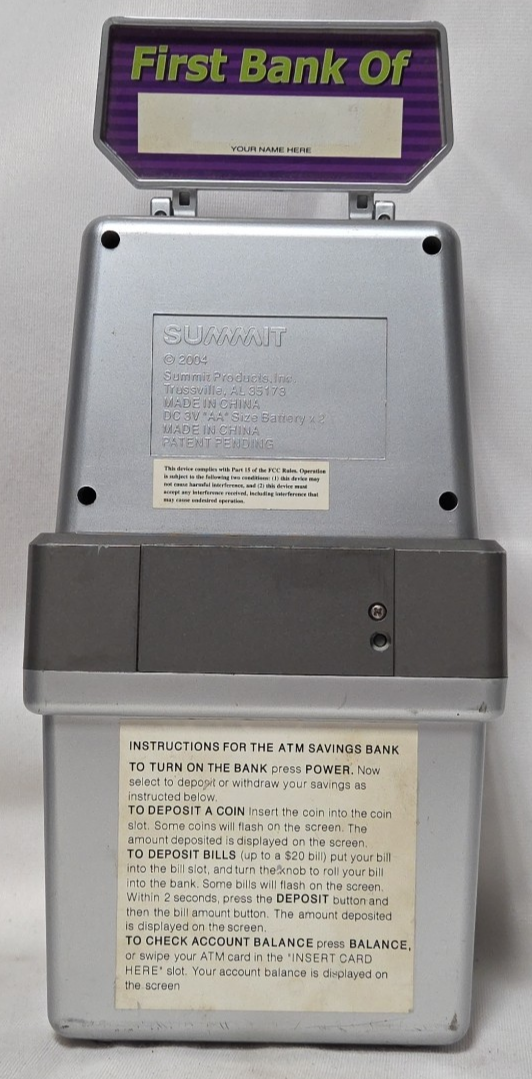 First Bank Of
YOUR NAME HERE
SUMMIT
© 2004
Summit Products, Inc.
Trussville, AL 35173
MADE IN CHINA
DC 3V "AA" Size Battrery x 2
MADE IN CHINA
PATENT PENDING
This device complies with Part 15 of the FCC Rules. Operation
is subject to the following two conditions: (1) this device may
not cause harmful interference, and (2) this device must
accept any interference received, including interference that
may cause undesired operation.
INSTRUCTIONS FOR THE ATM SAVINGS BANK
TO TURN ON THE BANK press POWER. Now
select to deposit or withdraw your savings as
instructed below.
TO DEPOSIT A COIN Insert the coin into the coin
slot. Some coins will flash on the screen. The
amount deposited is displayed on the screen.
TO DEPOSIT BILLS (up to a $20 bill) put your bill
into the bill slot, and turn the knob to roll your bill
into the bank. Some bills will flash on the screen.
Within 2 seconds, press the DEPOSIT button and
then the bill amount button. The amount deposited
is displayed on the screen.
TO CHECK ACCOUNT BALANCE press BALANCE,
or swipe your ATM card in the "INSERT CARD
HERE" slot. Your account balance is displayed on
the screen